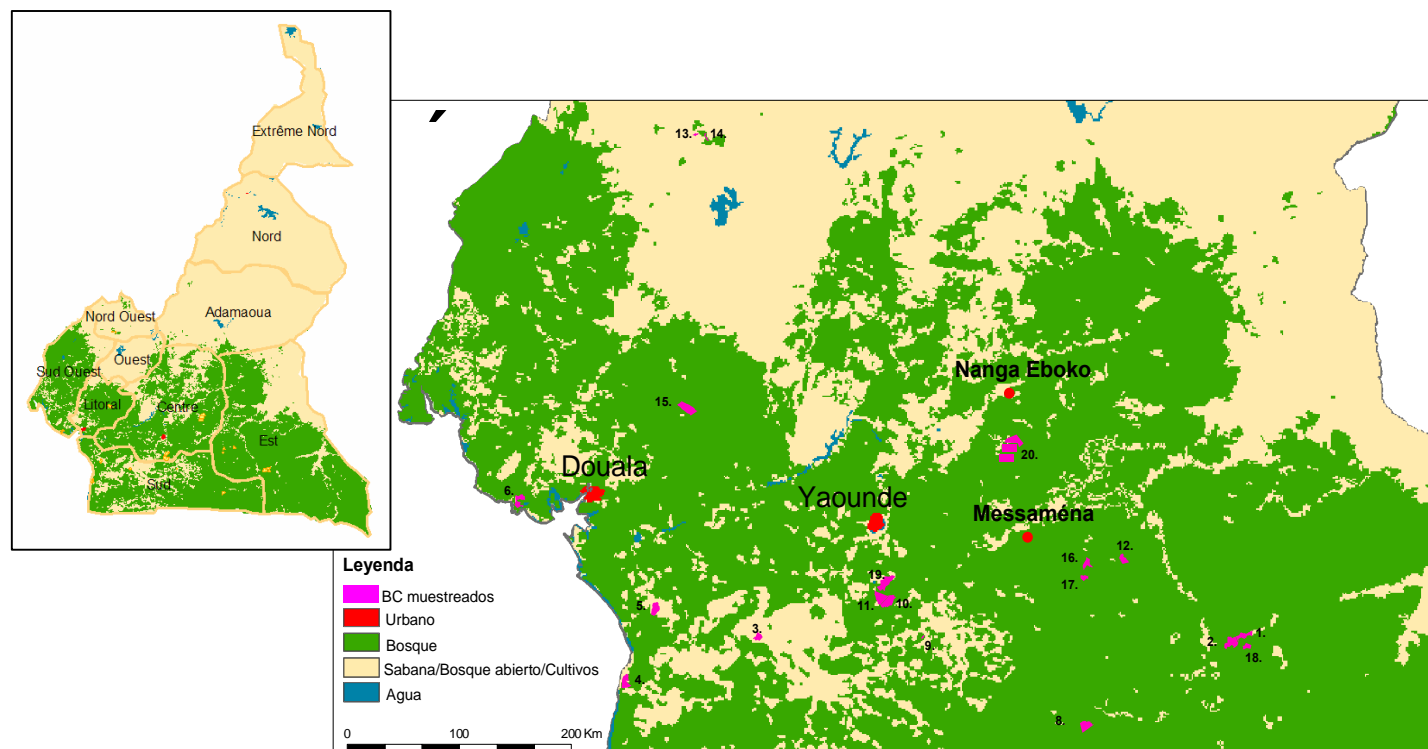 Extrême Nord
Nord
Adamaoua
Nord Ouest
Ouest
Sud Ouest
Litoral
Centre
Est
Sud
13.
14.
Nanga Eboko
15.
20.
Douala
6.
Yaounde
Messaména
12.
16.
17.
19.
11.
10.
5.
3.
9.
1.
2.
18.
4.
8.
Leyenda
BC muestreados
Urbano
Bosque
Sabana/Bosque abierto/Cultivos
Agua
0 100 200 Km